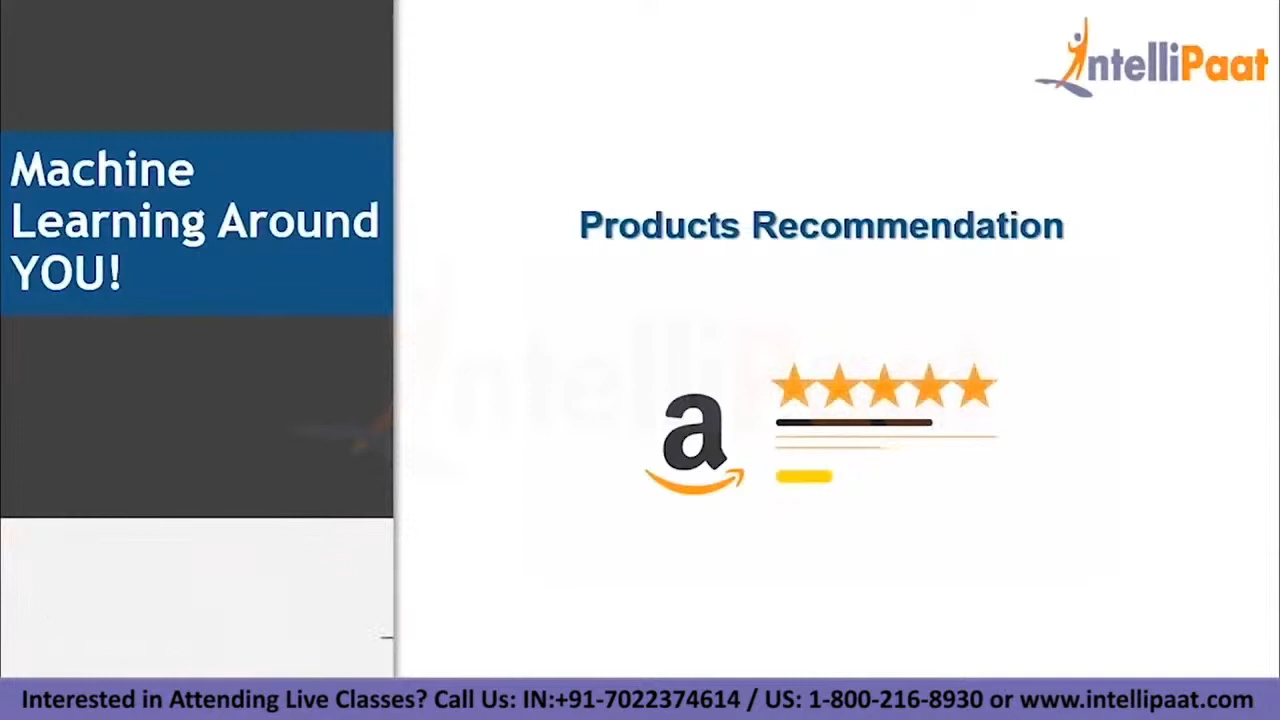 IntelliPaat
Machine
Learning Around
YOU!
Products Recommendation
IntelliPaat
a
Interested in Attending Live Classes? Call Us: IN:+91-7022374614 / US: 1-800-216-8930 or www.intellipaat.com